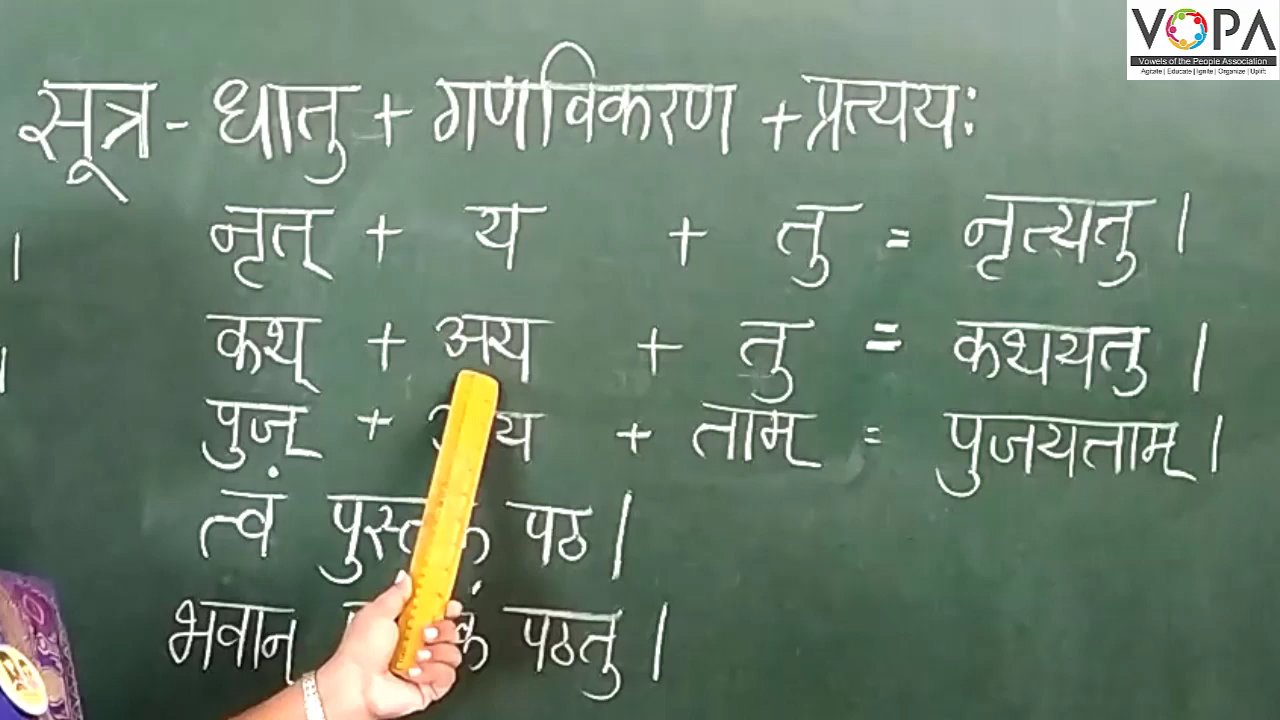 VOPA
Vowels of the People Association
Agitate | Educate | Ignite | Organize | Uplift
सूत्र - धातु + गणविकरण + प्रत्ययः
नृत् + य + तु = नृत्यतु ।
कथ् + अय + तु = कथयतु ।
पुज् + य + ताम् = पुजयताम् ।
त्वं पठ ।
भवान पठतु ।